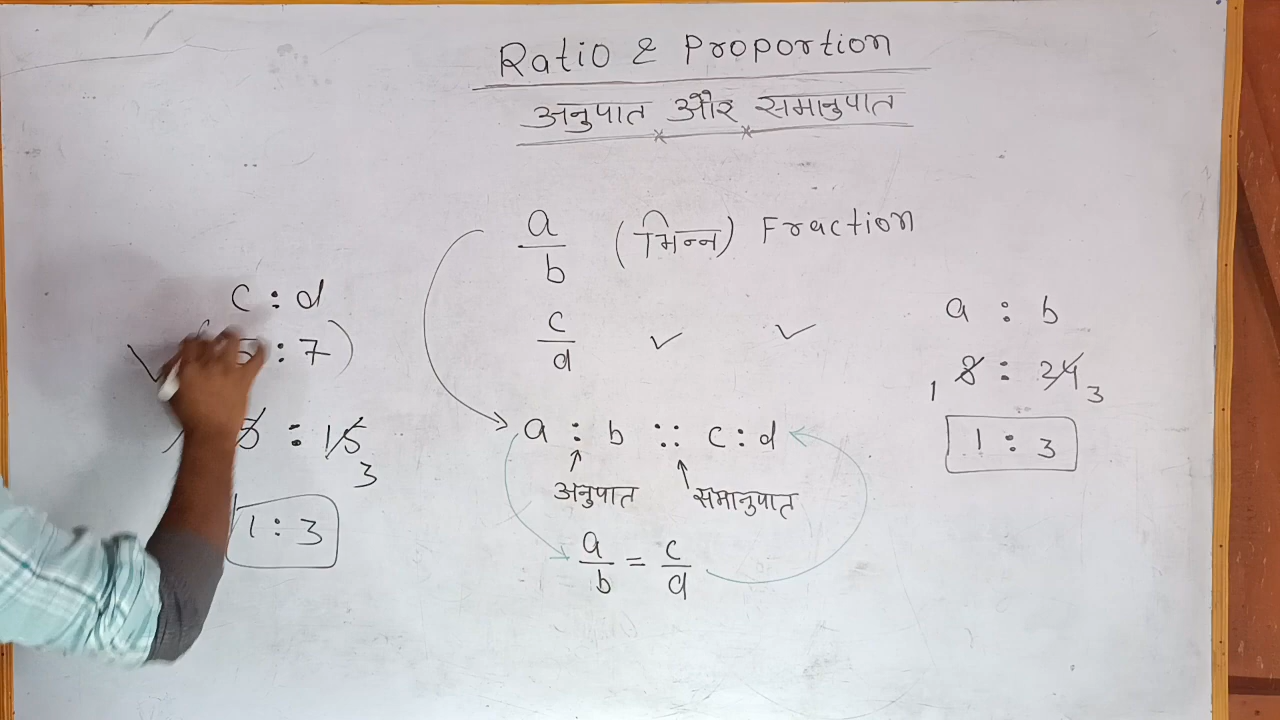 Ratio & Proportion
अनुपात और समानुपात
a/b (भिन्न) Fraction
c/d ✓ ✓
a : b :: c : d
अनुपात समानुपात
a/b = c/d
c : d
: 7)
5 : 15
3
1 : 3
a : b
1 8 : 24 3
1 : 3